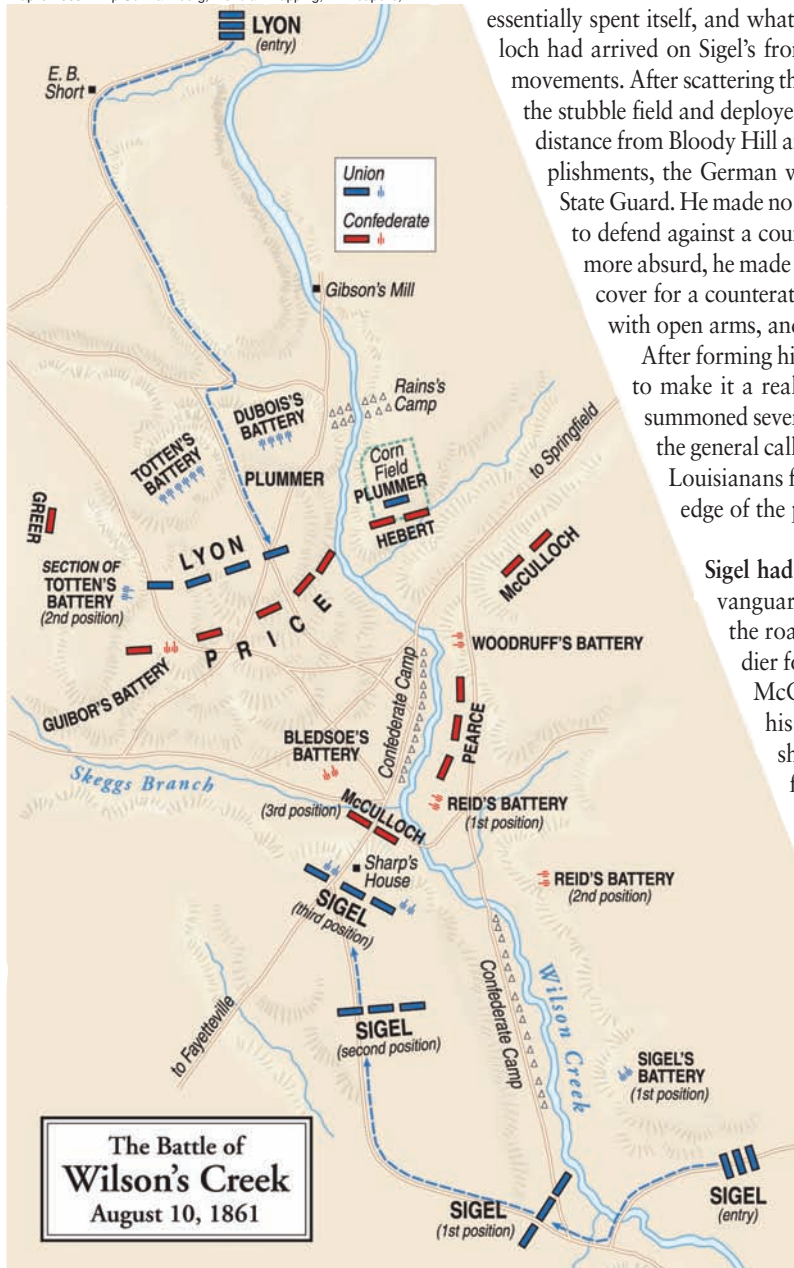 essentially spent itself, and what
loch had arrived on Sigel's fron
movements. After scattering th
the stubble field and deploye
distance from Bloody Hill a
plishments, the German w
State Guard. He made no
to defend against a cour
more absurd, he made
cover for a counterat
with open arms, and
After forming hi
to make it a real
summoned sever
the general call
Louisianans f
edge of the p
Sigel had
vanguar
the roa
dier fo
McC
his
sh
f
LYON
(entry)
E. B.
Short
Union
Confederate
Gibson's Mill
Rains's
Camp
DUBOIS'S
BATTERY
TOTTEN'S
BATTERY
PLUMMER
Corn
Field
PLUMMER
HEBERT
to Springfield
GREER
LYON
McCULLOCH
SECTION OF
TOTTEN'S
BATTERY
(2nd position)
PRICE
GUIBOR'S BATTERY
WOODRUFF'S BATTERY
Confederate Camp
PEARCE
BLEDSOE'S
BATTERY
Skeggs Branch
(3rd position)
McCULLOCH
REID'S BATTERY
(1st position)
Sharp's
House
SIGEL
(third position)
REID'S BATTERY
(2nd position)
Confederate Camp
Wilson Creek
to Fayetteville
SIGEL
(second position)
SIGEL'S
BATTERY
(1st position)
SIGEL
(1st position)
SIGEL
(entry)
The Battle of
Wilson's Creek
August 10, 1861